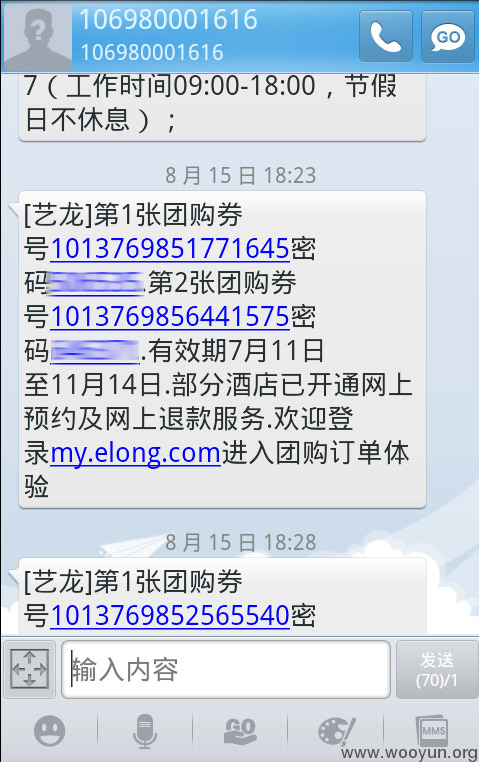 106980001616
106980001616
GO
7（工作时间09:00-18:00，节假
日不休息）；
8 月 15 日 18:23
[艺龙]第1张团购券
号1013769851771645密
码.第2张团购券
号1013769856441575密
码.有效期7月11日
至11月14日.部分酒店已开通网上
预约及网上退款服务.欢迎登
录my.elong.com进入团购订单体
验
8 月 15 日 18:28
[艺龙]第1张团购券
号1013769852565540密
输入内容
发送
(70)/1
GO
MMS
www.wooyun.org